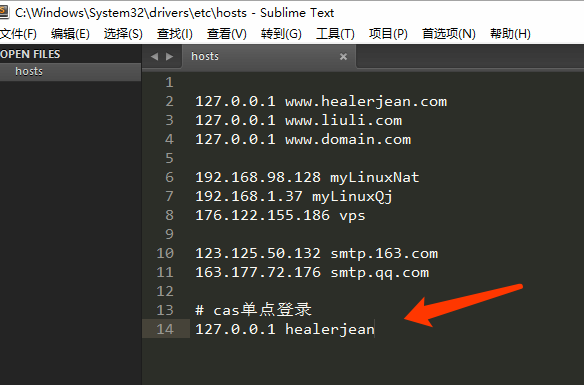 C:\Windows\System32\drivers\etc\hosts - Sublime Text
文件(F) 编辑(E) 选择(S) 查找(I) 查看(V) 转到(G) 工具(T) 项目(P) 首选项(N) 帮助(H)
OPEN FILES
hosts
hosts ×
1
2 127.0.0.1 www.healerjean.com
3 127.0.0.1 www.liuli.com
4 127.0.0.1 www.domain.com
5
6 192.168.98.128 myLinuxNat
7 192.168.1.37 myLinuxQj
8 176.122.155.186 vps
9
10 123.125.50.132 smtp.163.com
11 163.177.72.176 smtp.qq.com
12
13 # cas单点登录
14 127.0.0.1 healerjean